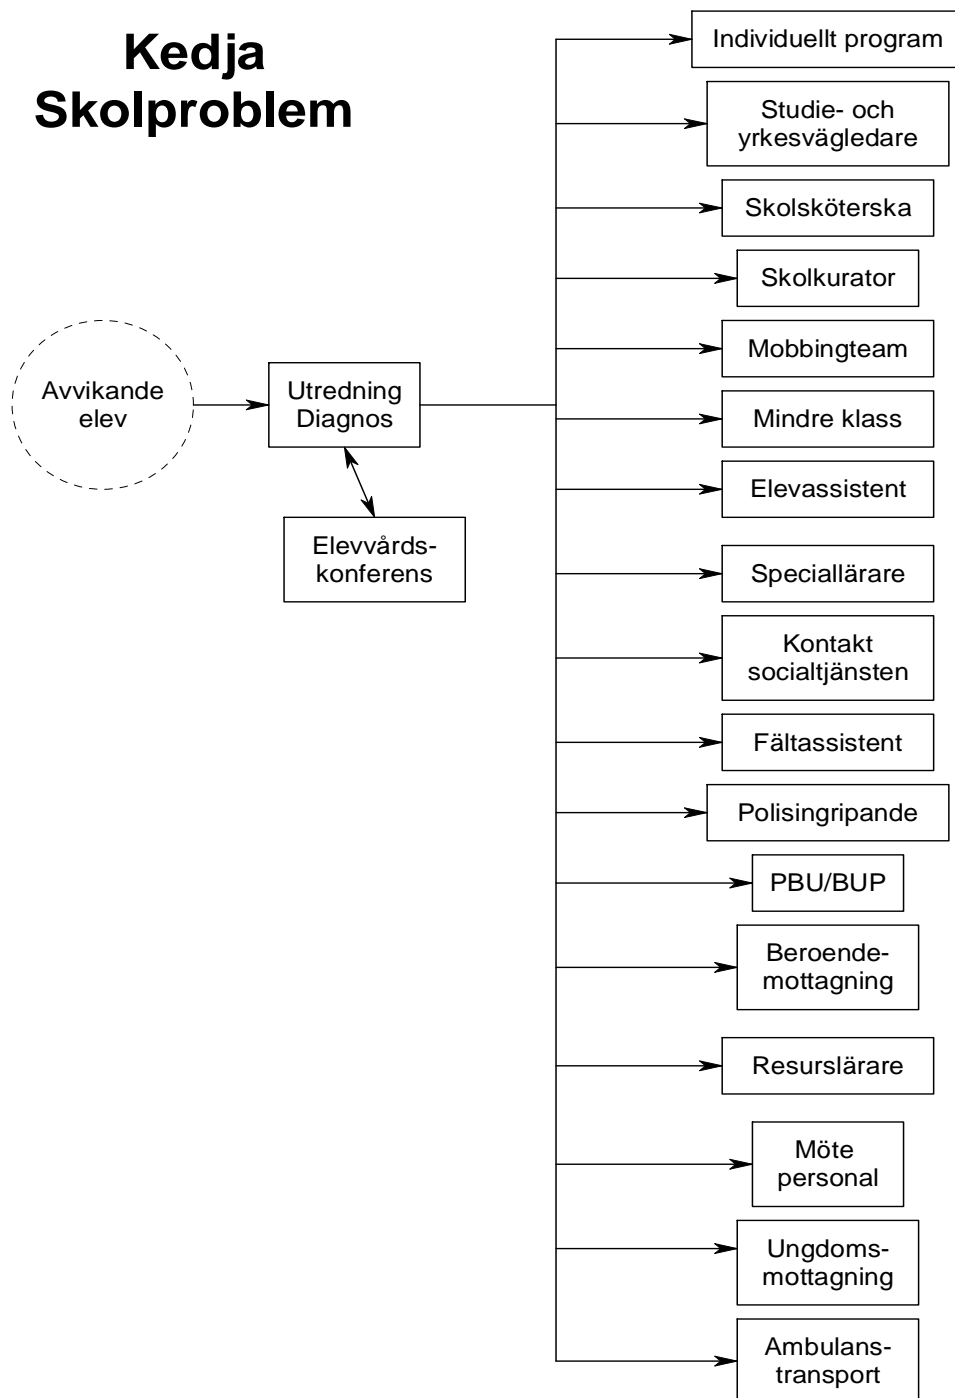 Kedja
Skolproblem
Avvikande
elev
Utredning
Diagnos
Elevvårds-
konferens
Individuellt program
Studie- och
yrkesvägledare
Skolsköterska
Skolkurator
Mobbingteam
Mindre klass
Elevassistent
Speciallärare
Kontakt
socialtjänsten
Fältassistent
Polisingripande
PBU/BUP
Beroende-
mottagning
Resurslärare
Möte
personal
Ungdoms-
mottagning
Ambulans-
transport